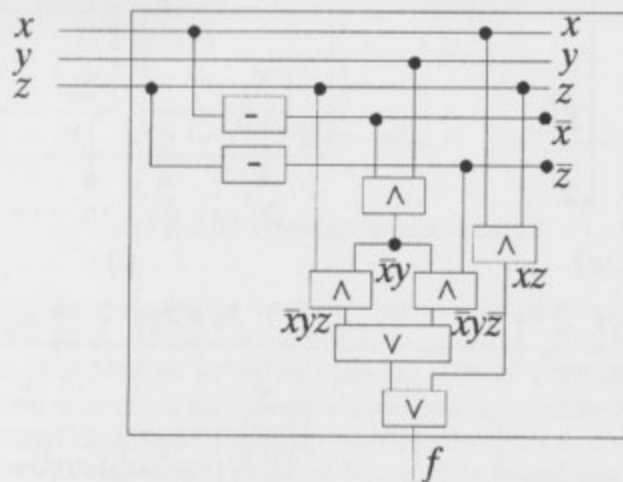 x x
y y
z z
- x̄
- z̄
∧
∧ xz
x̄y
∧ ∧
x̄yz x̄yz̄
∨
∨
f